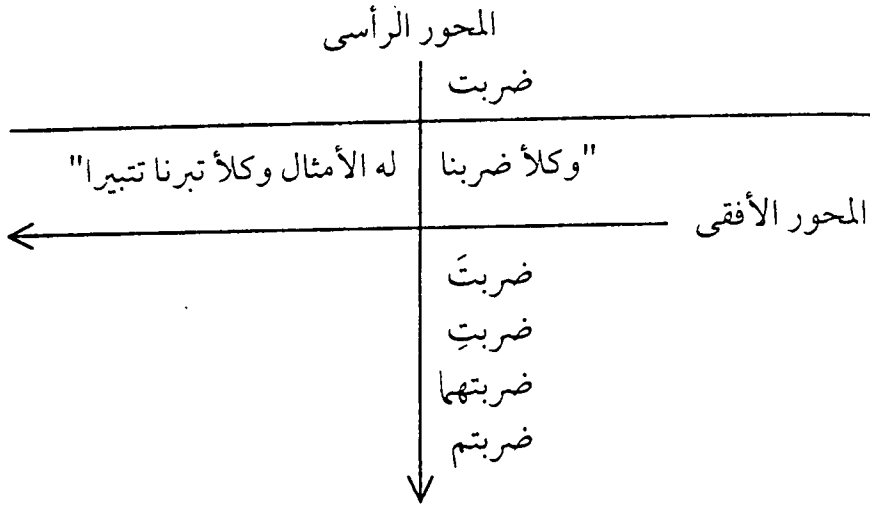 المحور الرأسى
ضربت
"وكلأ ضربنا له الأمثال وكلأ تبرنا تتبيرا"
المحور الأفقى
ضربتَ
ضربتِ
ضربتهما
ضربتم